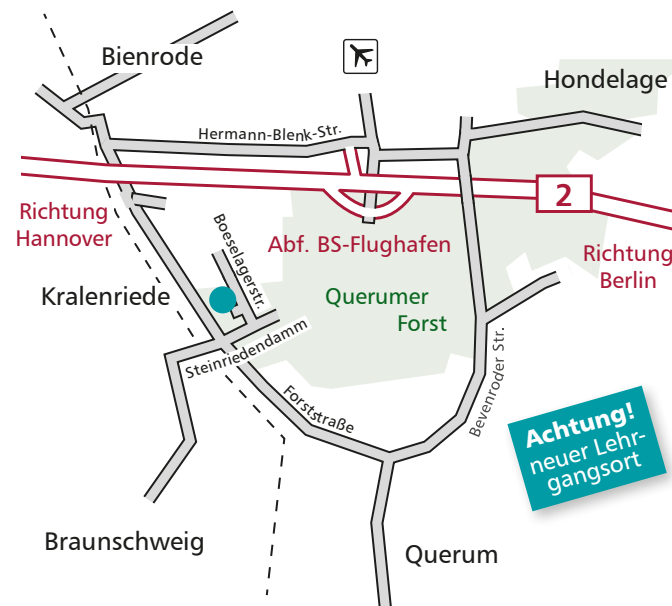 Bienrode
Hondelage
Hermann-Blenk-Str.
2
Richtung
Hannover
Boeselagerstr.
Abf. BS-Flughafen
Richtung
Berlin
Kralenriede
Querumer
Forst
Steinriedendamm
Forststraße
Bevenroder Str.
Achtung!
neuer Lehr-
gangsort
Braunschweig
Querum